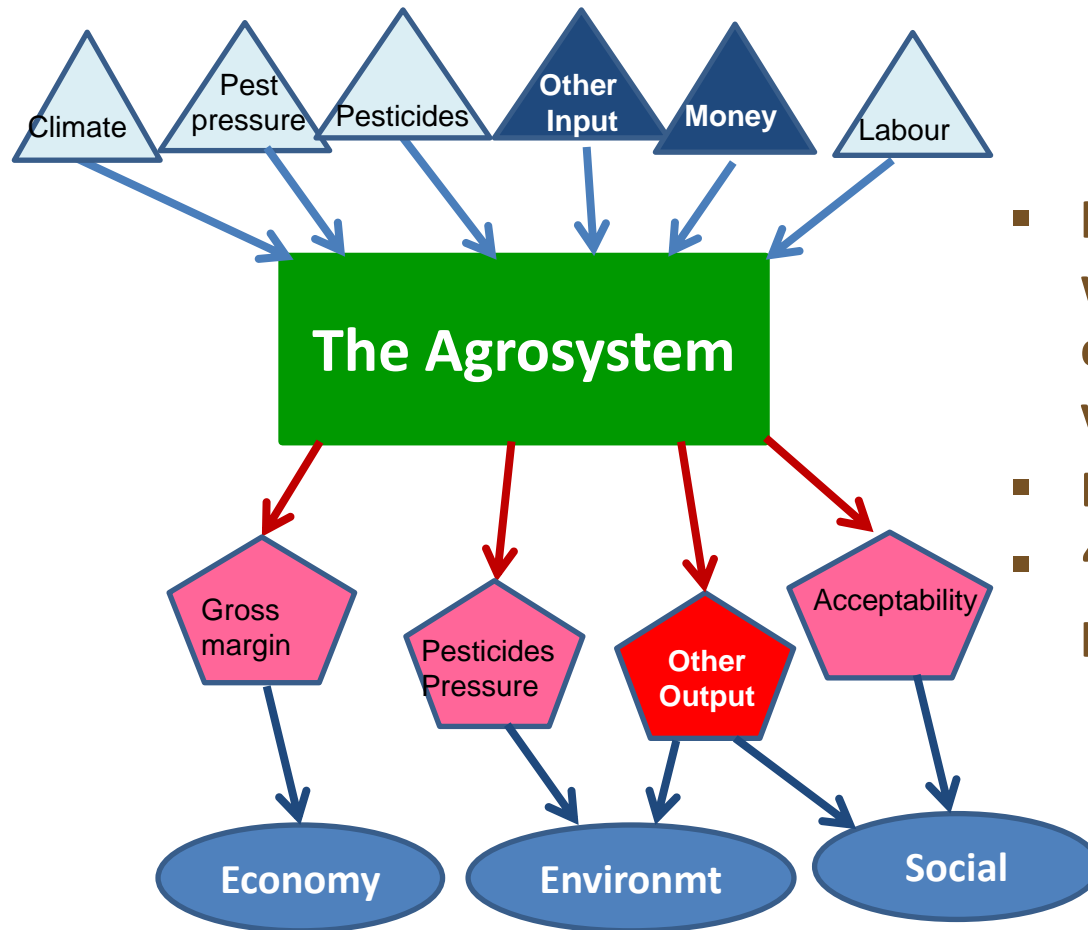 Climate
Pest
pressure
Pesticides
Other
Input
Money
Labour
The Agrosystem
Gross
margin
Pesticides
Pressure
Other
Output
Acceptability
Economy
Environmt
Social